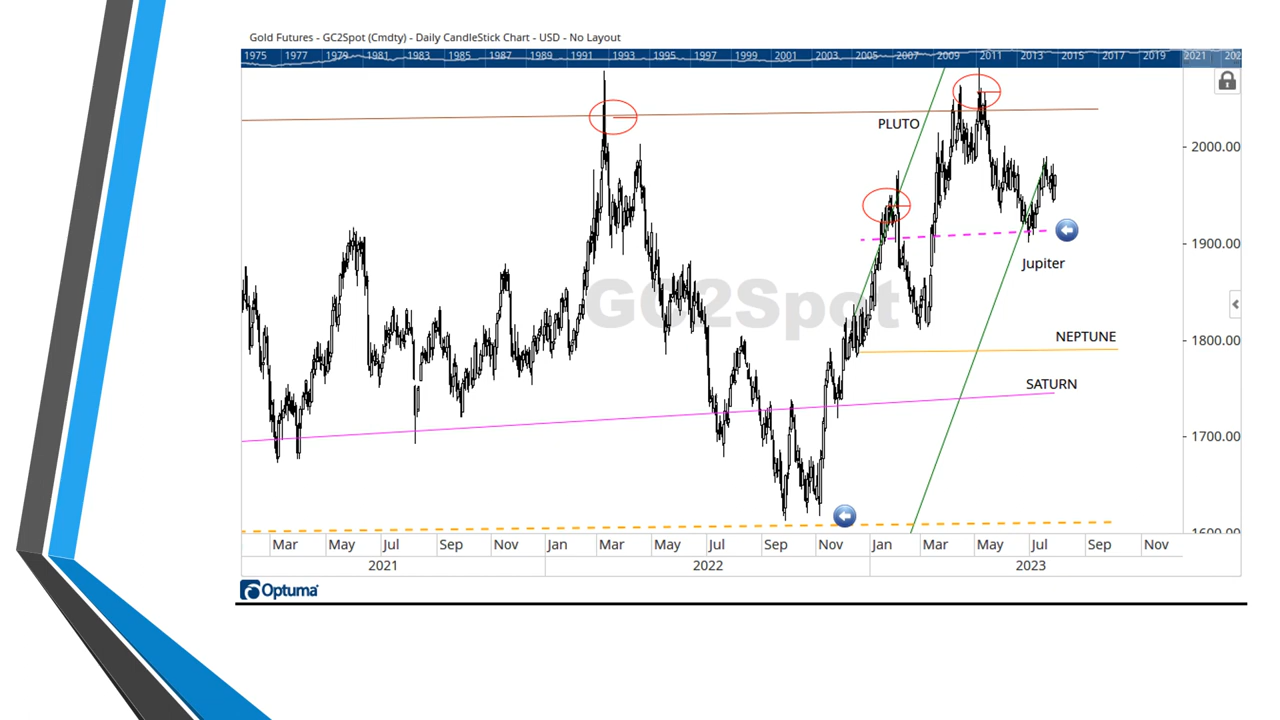 Gold Futures - GC2Spot (Cmdty) - Daily CandleStick Chart - USD - No Layout
1975 1977 1979 1981 1983 1985 1987 1989 1991 1993 1995 1997 1999 2001 2003 2005 2007 2009 2011 2013 2015 2017 2019 2021 202
PLUTO
2000.00
1900.00
Jupiter
GC2Spot
NEPTUNE
1800.00
SATURN
1700.00
1600.00
Mar May Jul Sep Nov Jan Mar May Jul Sep Nov Jan Mar May Jul Sep Nov
2021 2022 2023
Optuma